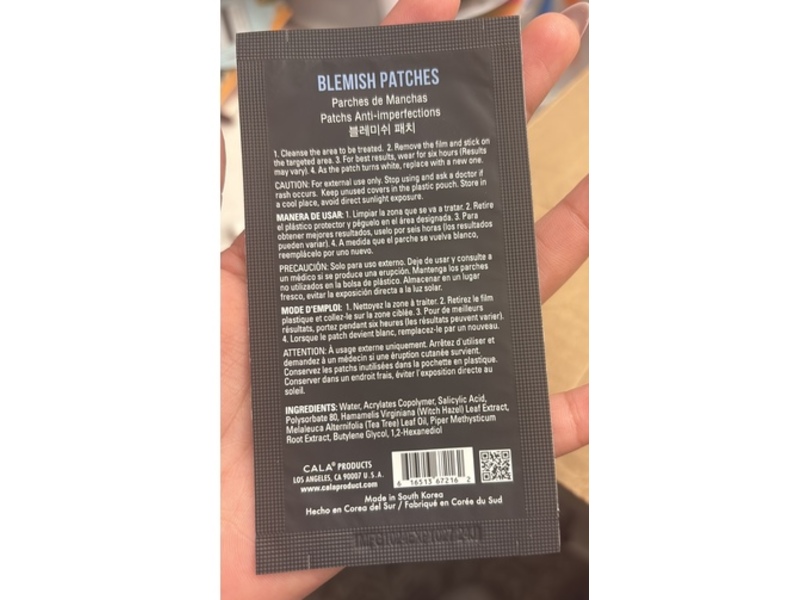 BLEMISH PATCHES
Parches de Manchas
Patchs Anti-imperfections
블레미쉬 패치
1. Cleanse the area to be treated. 2. Remove the film and stick on
the targeted area. 3. For best results, wear for six hours (Results
may vary). 4. As the patch turns white, replace with a new one.
CAUTION: For external use only. Stop using and ask a doctor if
rash occurs. Keep unused covers in the plastic pouch. Store in
a cool place, avoid direct sunlight exposure.
MANERA DE USAR: 1. Limpiar la zona que se va a tratar. 2. Retire
el plástico protector y péguelo en el área designada. 3. Para
obtener mejores resultados, uselo por seis horas (los resultados
pueden variar). 4. A medida que el parche se vuelva blanco,
reemplácelo por uno nuevo.
PRECAUCIÓN: Solo para uso externo. Deje de usar y consulte a
un médico si se produce una erupción. Mantenga los parches
no utilizados en la bolsa de plástico. Almacenar en un lugar
fresco, evitar la exposición directa a la luz solar.
MODE D'EMPLOI: 1. Nettoyez la zone à traiter. 2. Retirez le film
plastique et collez-le sur la zone ciblée. 3. Pour de meilleurs
résultats, portez pendant six heures (les résultats peuvent varier).
4. Lorsque le patch devient blanc, remplacez-le par un nouveau.
ATTENTION: À usage externe uniquement. Arrêtez d'utiliser et
demandez à un médecin si une éruption cutanée survient.
Conservez les patchs inutilisées dans la pochette en plastique.
Conserver dans un endroit frais, éviter l'exposition directe au
soleil.
INGREDIENTS: Water, Acrylates Copolymer, Salicylic Acid,
Polysorbate 80, Hamamelis Virginiana (Witch Hazel) Leaf Extract,
Melaleuca Alternifolia (Tea Tree) Leaf Oil, Piper Methysticum
Root Extract, Butylene Glycol, 1,2-Hexanediol
CALA® PRODUCTS
LOS ANGELES, CA 90007 U.S.A.
www.calaproduct.com
6 16513 67216 2
Made in South Korea
Hecho en Corea del Sur / Fabriqué en Corée du Sud